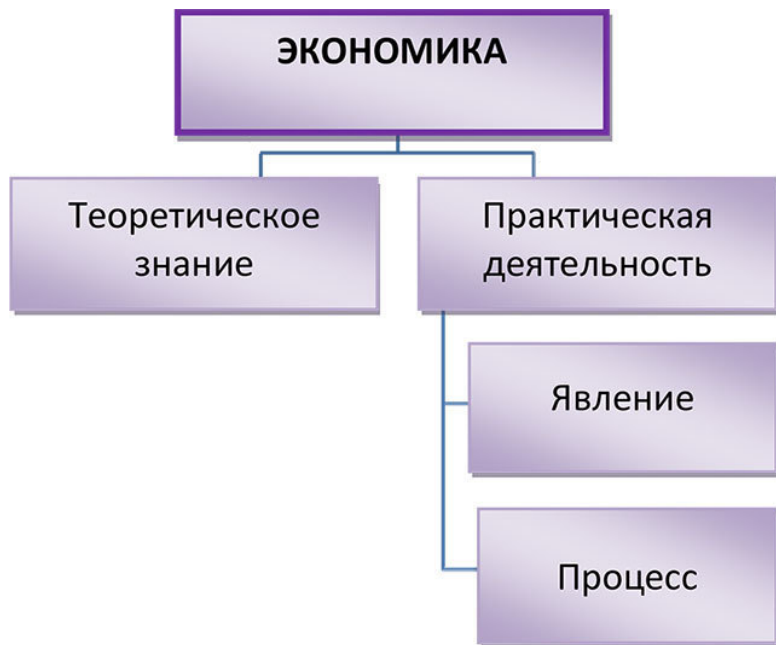 ЭКОНОМИКА
Теоретическое
знание
Практическая
деятельность
Явление
Процесс